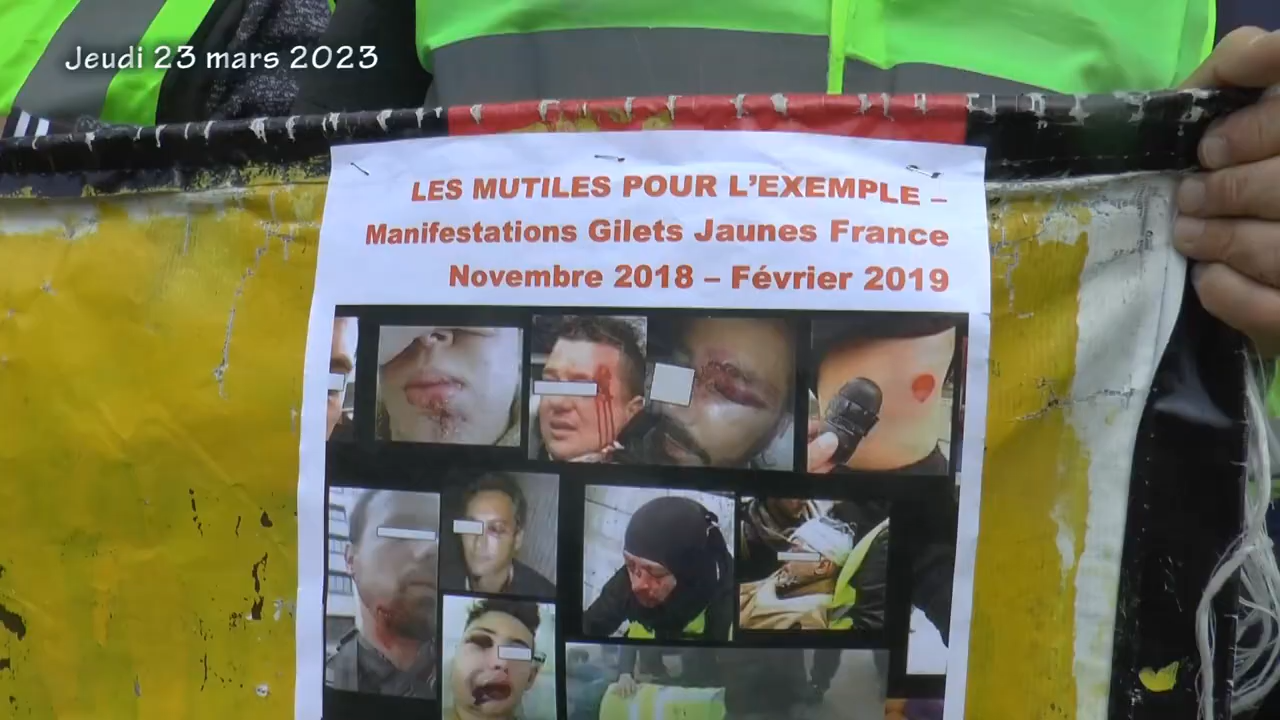 Jeudi 23 mars 2023
LES MUTILES POUR L'EXEMPLE –
Manifestations Gilets Jaunes France
Novembre 2018 – Février 2019